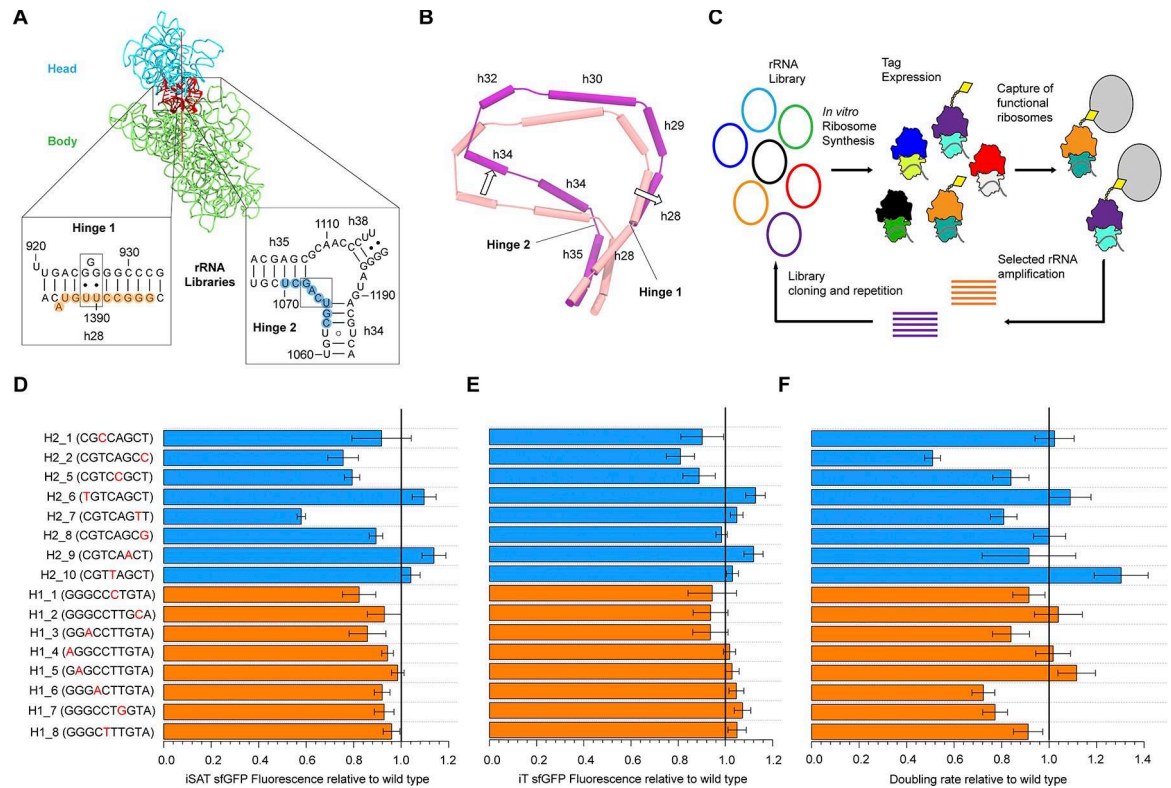 A
Head
Body
Hinge 1
920
930
G
U UGACGGGGCCCG
CA UGUUCCGGGC
A
1390
h28
rRNA
Libraries
h35
1110
h38
ACGAGCGCAACCCUU
UGCUCAGCUGCUGU
1070
1190
Hinge 2
h34
1060
B
h32
h30
h29
h34
h34
h28
Hinge 2
h35
h28
Hinge 1
C
rRNA
Library
In vitro
Ribosome
Synthesis
Tag
Expression
Capture of
functional
ribosomes
Selected rRNA
amplification
Library
cloning and repetition
D
H2_1 (CGCCAGCT)
H2_2 (CGTCAGCC)
H2_5 (CGTCCGCT)
H2_6 (TGTCAGCT)
H2_7 (CGTCAGTT)
H2_8 (CGTCAGCG)
H2_9 (CGTCAACT)
H2_10 (CGTTAGCT)
H1_1 (GGGCCCTGTA)
H1_2 (GGGCCTTGCA)
H1_3 (GGACCTTGTA)
H1_4 (AGGCCTTGTA)
H1_5 (GAGCCTTGTA)
H1_6 (GGGACTTGTA)
H1_7 (GGGCCTGGTA)
H1_8 (GGGCTTTGTA)
0.0 0.2 0.4 0.6 0.8 1.0 1.2
iSAT sfGFP Fluorescence relative to wild type
E
0.0 0.2 0.4 0.6 0.8 1.0 1.2
iT sfGFP Fluorescence relative to wild type
F
0.0 0.2 0.4 0.6 0.8 1.0 1.2 1.4
Doubling rate relative to wild type